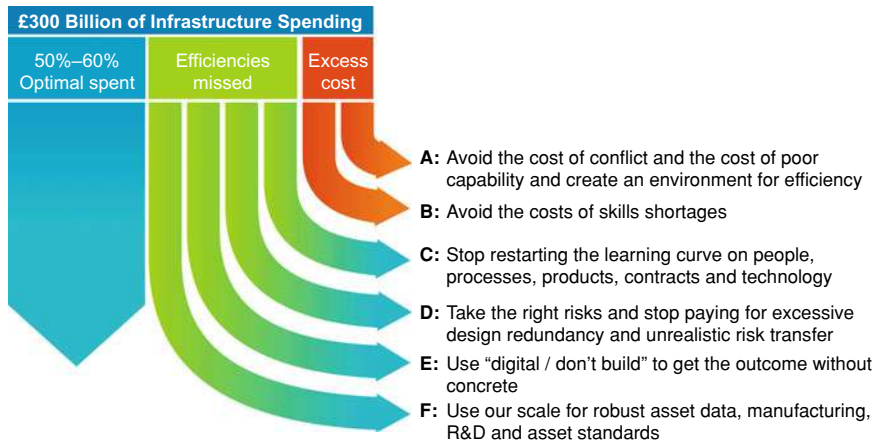 £300 Billion of Infrastructure Spending
50%–60%
Optimal spent
Efficiencies
missed
Excess
cost
A: Avoid the cost of conflict and the cost of poor
capability and create an environment for efficiency
B: Avoid the costs of skills shortages
C: Stop restarting the learning curve on people,
processes, products, contracts and technology
D: Take the right risks and stop paying for excessive
design redundancy and unrealistic risk transfer
E: Use “digital / don’t build” to get the outcome without
concrete
F: Use our scale for robust asset data, manufacturing,
R&D and asset standards